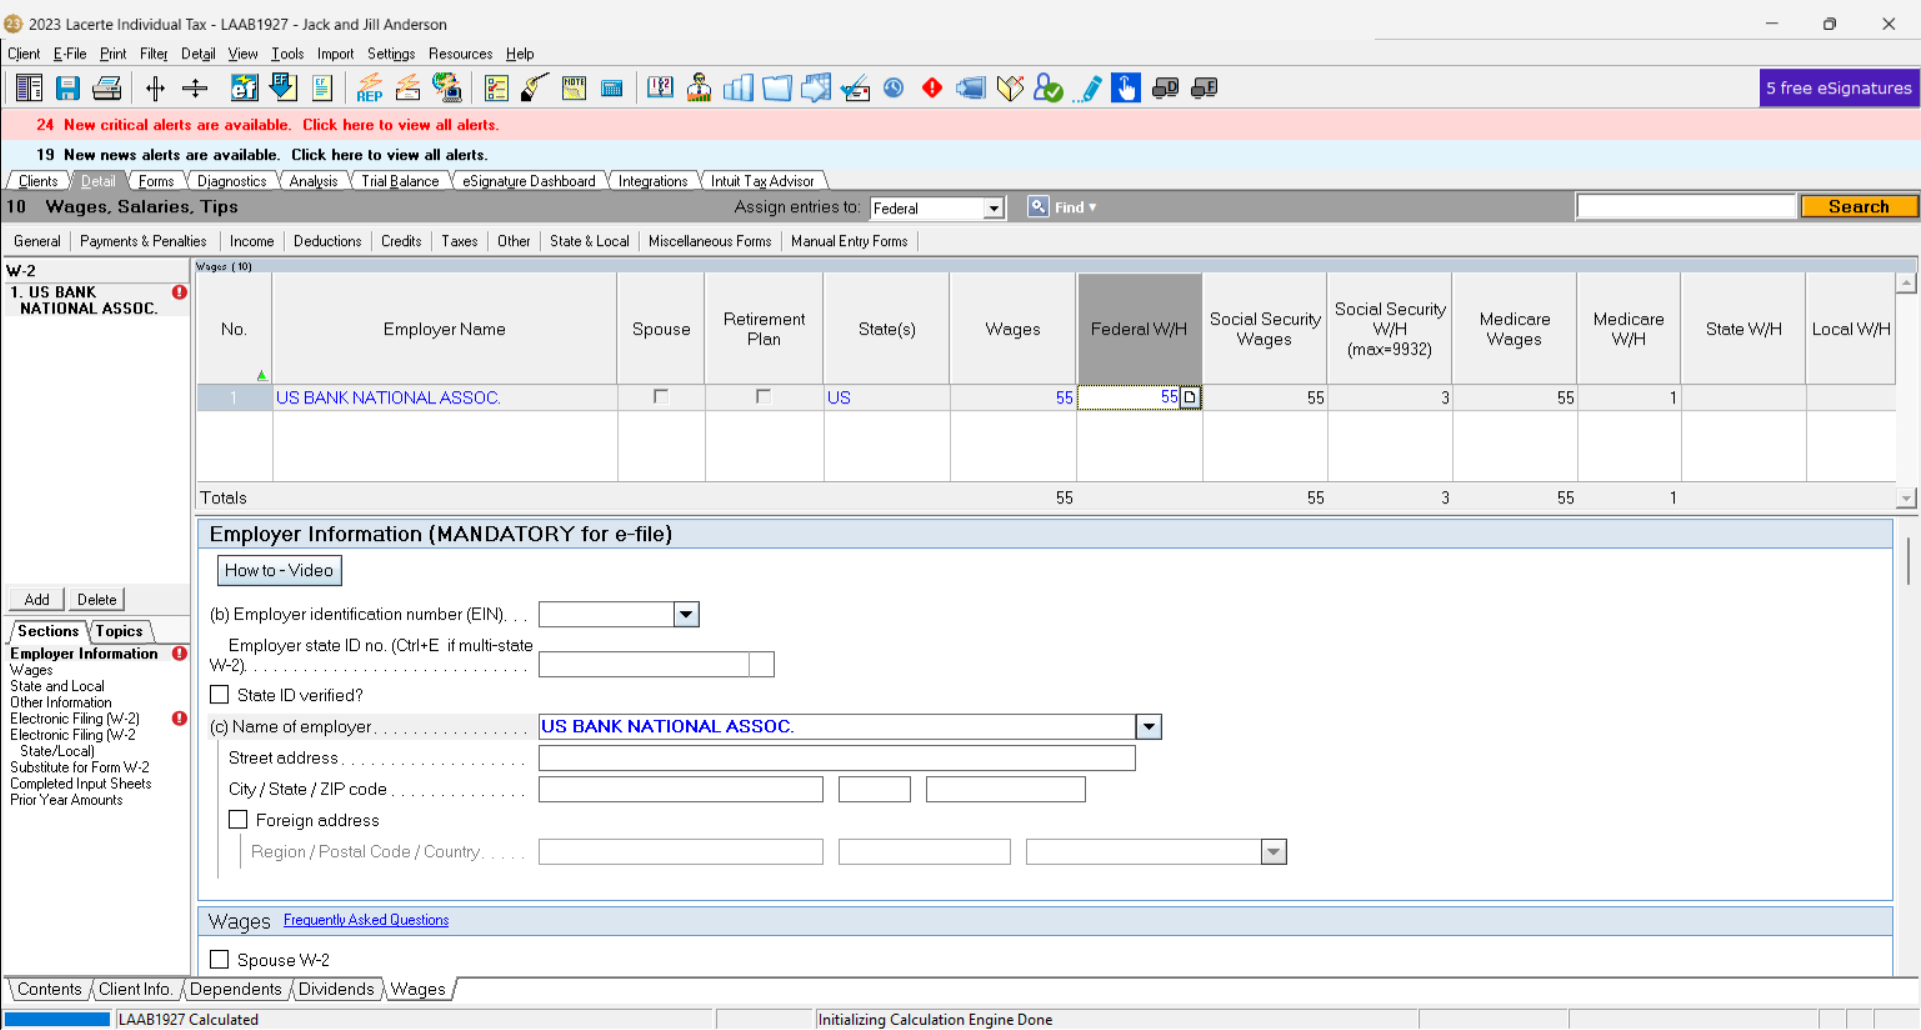 2023 Lacerte Individual Tax - LAAB1927 - Jack and Jill Anderson
Client E-File Print Filter Detail View Tools Import Settings Resources Help
5 free eSignatures
24 New critical alerts are available. Click here to view all alerts.
19 New news alerts are available. Click here to view all alerts.
Clients Detail Forms Diagnostics Analysis Trial Balance eSignature Dashboard Integrations Intuit Tax Advisor
10 Wages, Salaries, Tips Assign entries to: Federal Find Search
General Payments & Penalties Income Deductions Credits Taxes Other State & Local Miscellaneous Forms Manual Entry Forms
W-2
1. US BANK
NATIONAL ASSOC.
Wages (10)
No. Employer Name Spouse Retirement Plan State(s) Wages Federal W/H Social Security Wages Social Security W/H (max=9932) Medicare Wages Medicare W/H State W/H Local W/H
1 US BANK NATIONAL ASSOC. US 55 55 55 3 55 1
Totals 55 55 3 55 1
Add Delete
Sections Topics
Employer Information
Wages
State and Local
Other Information
Electronic Filing (W-2)
Electronic Filing (W-2
State/Local)
Substitute for Form W-2
Completed Input Sheets
Prior Year Amounts
Employer Information (MANDATORY for e-file)
How to - Video
(b) Employer identification number (EIN). . .
Employer state ID no. (Ctrl+E if multi-state
W-2). . . . . . . . . . . . . . . . . . . . . . . .
State ID verified?
(c) Name of employer. . . . . . . . . . . . . US BANK NATIONAL ASSOC.
Street address. . . . . . . . . . . . . . . . . . .
City / State / ZIP code . . . . . . . . . . . . . .
Foreign address
Region / Postal Code / Country. . . . .
Wages Frequently Asked Questions
Spouse W-2
Contents Client Info. Dependents Dividends Wages
LAAB1927 Calculated Initializing Calculation Engine Done